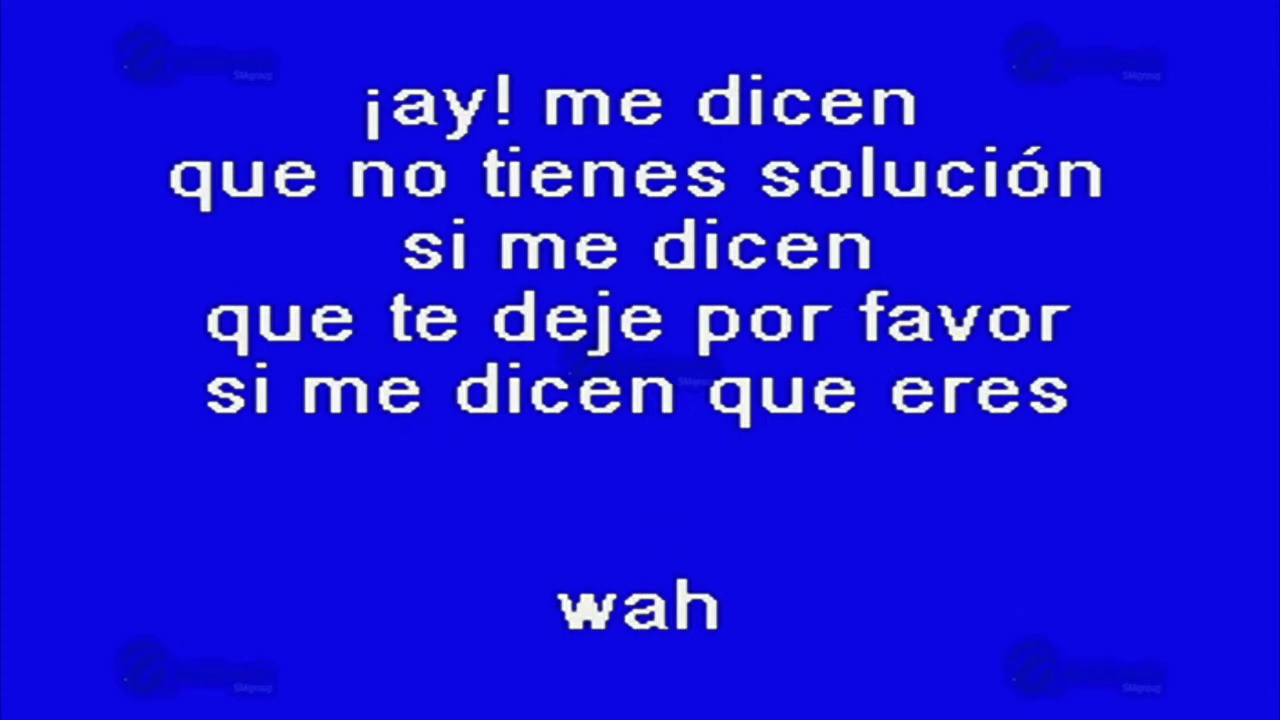 ¡ay! me dicen
que no tienes solución
si me dicen
que te deje por favor
si me dicen que eres
wah